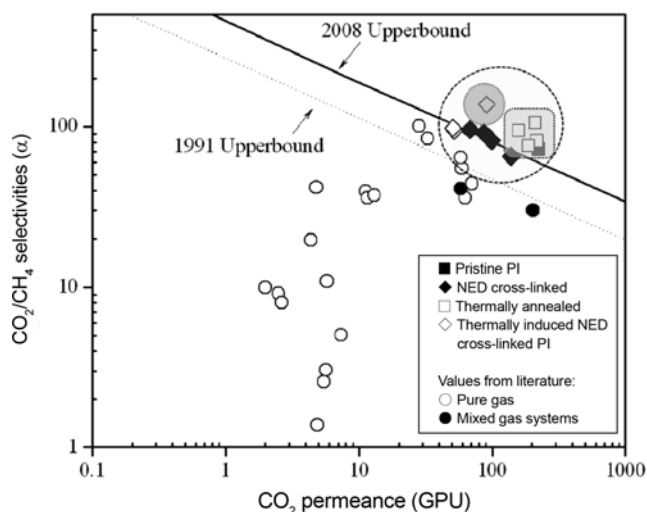 2008 Upperbound
1991 Upperbound
CO₂/CH₄ selectivities (α)
100
10
1
0.1
1
10
100
1000
CO₂ permeance (GPU)
Pristine PI
NED cross-linked
Thermally annealed
Thermally induced NED
cross-linked PI
Values from literature:
Pure gas
Mixed gas systems